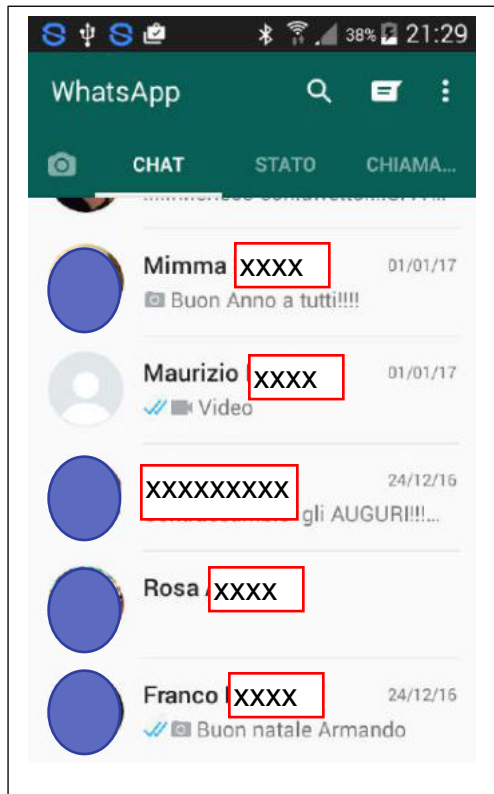 38% 21:29
WhatsApp
CHAT STATO CHIAMA...
Mimma XXXX 01/01/17
Buon Anno a tutti!!!!
Maurizio XXXX 01/01/17
Video
XXXXXXXXX 24/12/16
gli AUGURI!!!...
Rosa XXXX
Franco XXXX 24/12/16
Buon natale Armando